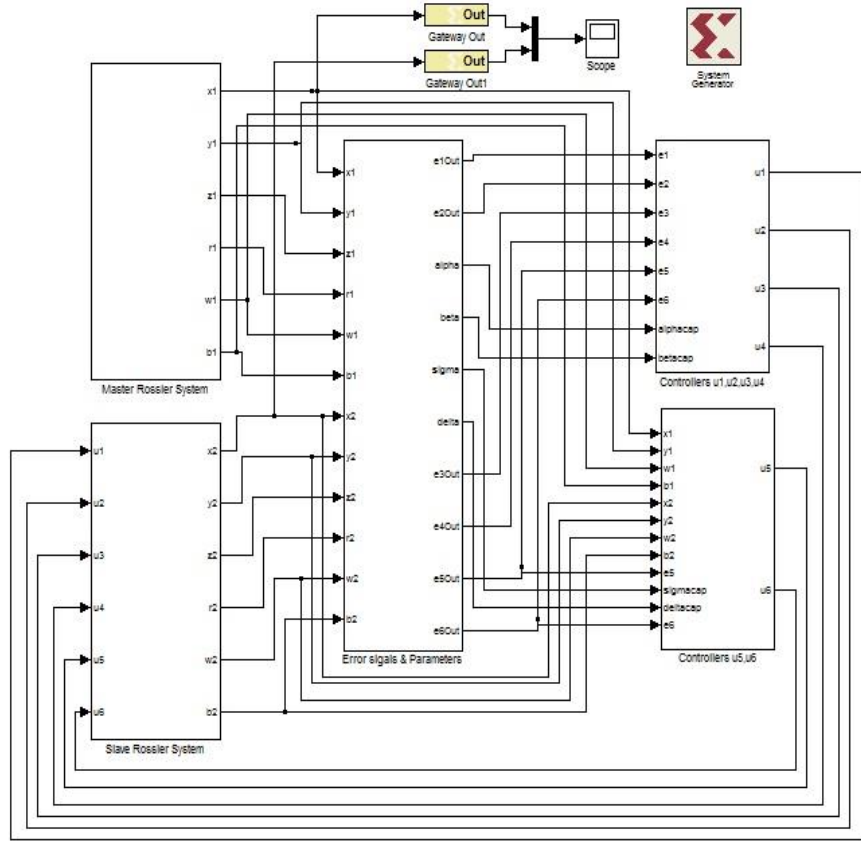 Out
Gateway Out
Out
Gateway Out1
Scope
System
Generator
x1
y1
z1
r1
w1
b1
Master Rossler System
u1
u2
u3
u4
u5
u6
x2
y2
z2
r2
w2
b2
Slave Rossler System
x1
y1
z1
r1
w1
b1
x2
y2
z2
r2
w2
b2
e1Out
e2Out
alpha
beta
sigma
delta
e3Out
e4Out
e5Out
e6Out
Error sigals & Parameters
e1
e2
e3
e4
e5
e6
alphacap
betacap
u1
u2
u3
u4
Controllers u1,u2,u3,u4
x1
y1
w1
b1
x2
y2
w2
b2
e5
sigmacap
deltacap
e6
u5
u6
Controllers u5,u6